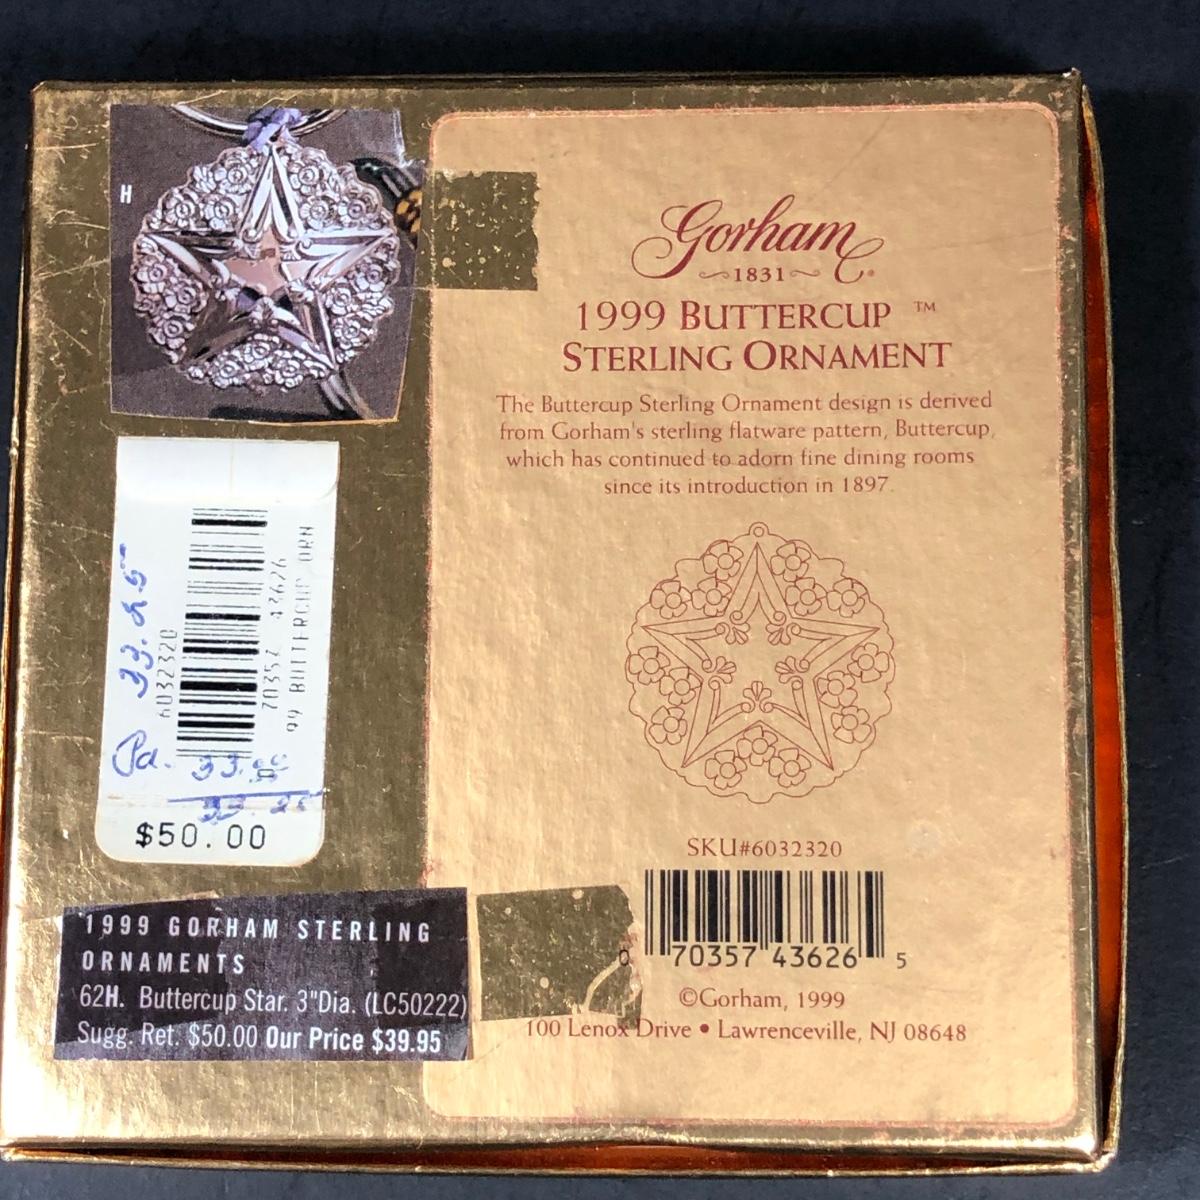 H
Gorham
1831
1999 BUTTERCUP ™
STERLING ORNAMENT
The Buttercup Sterling Ornament design is derived
from Gorham's sterling flatware pattern, Buttercup,
which has continued to adorn fine dining rooms
since its introduction in 1897.
SKU#6032320
0 70357 43626 5
©Gorham, 1999
100 Lenox Drive • Lawrenceville, NJ 08648
33.25
6032320
70357 43626
99 BUTTERCUP ORN
Pd.
$50.00
1999 GORHAM STERLING
ORNAMENTS
62H. Buttercup Star. 3"Dia. (LC50222)
Sugg. Ret. $50.00 Our Price $39.95